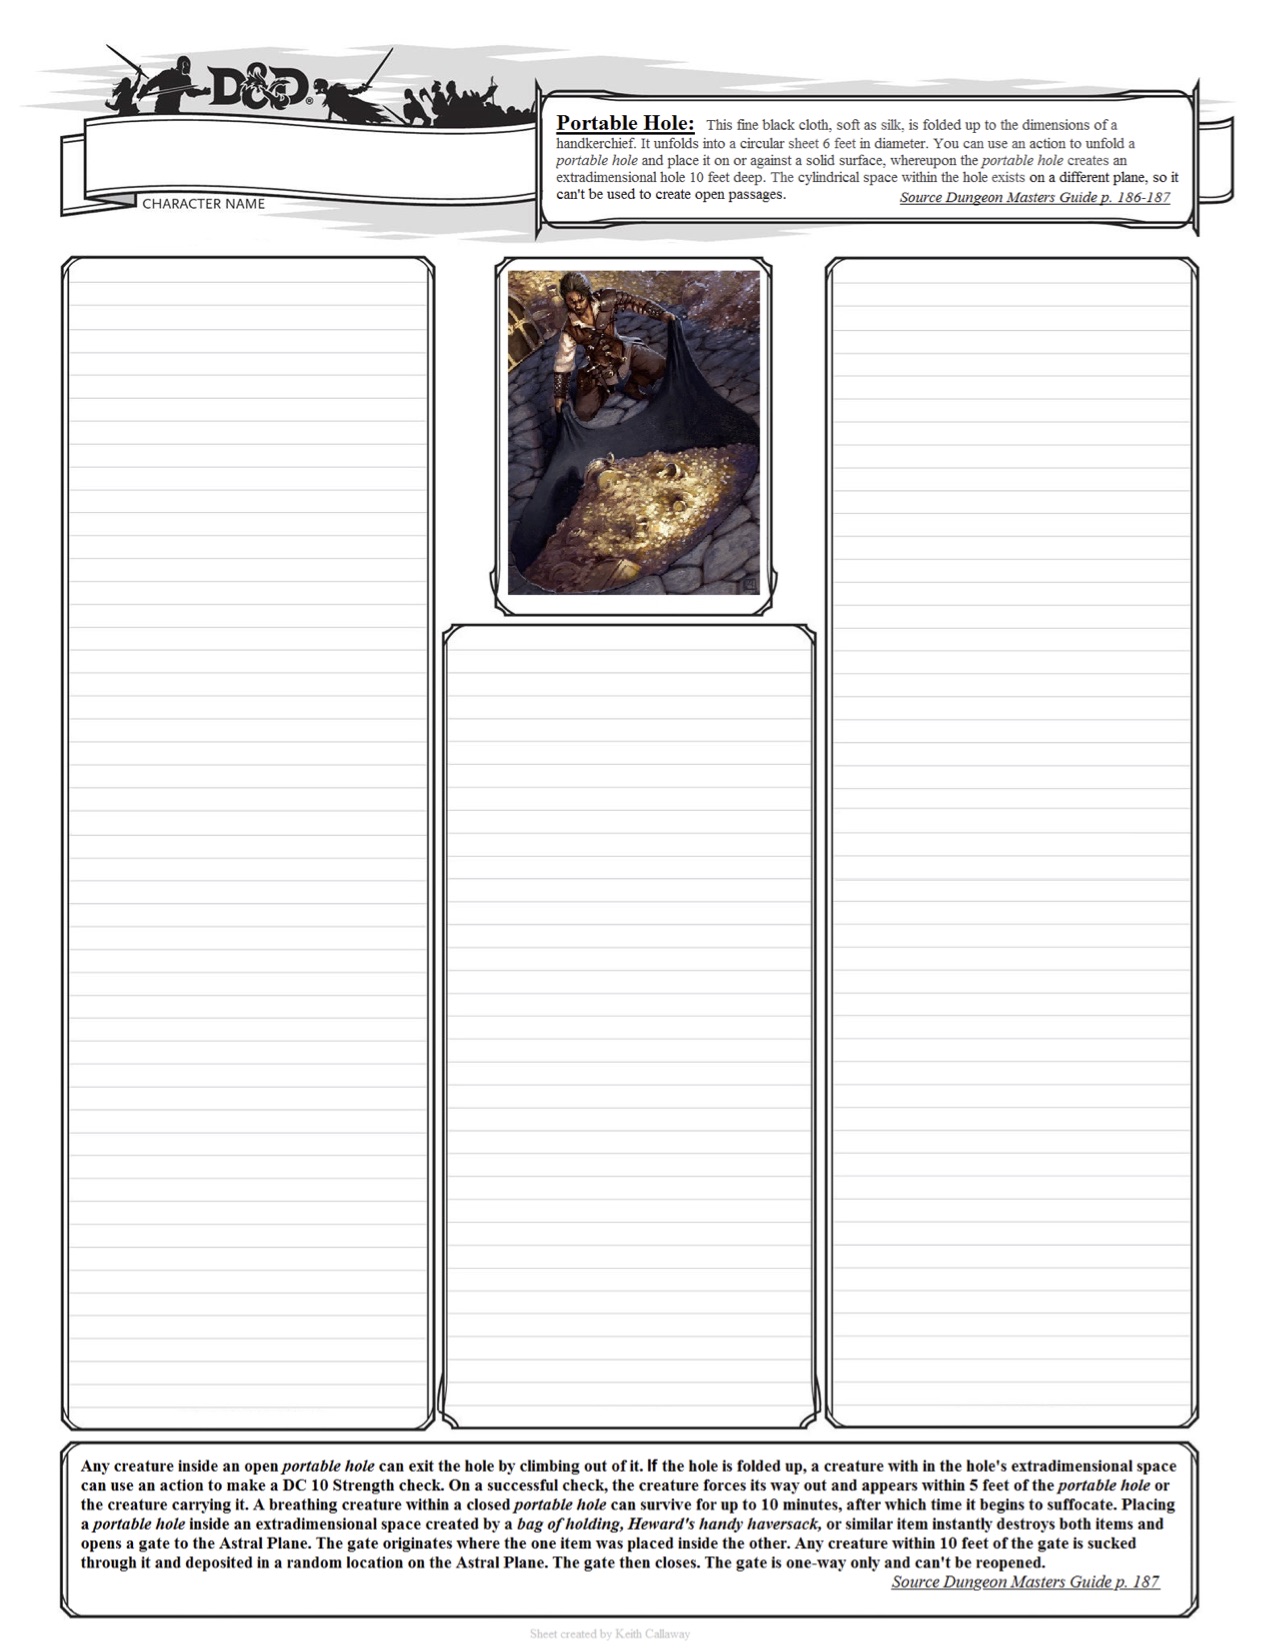 D&D®
CHARACTER NAME
Portable Hole: This fine black cloth, soft as silk, is folded up to the dimensions of a
handkerchief. It unfolds into a circular sheet 6 feet in diameter. You can use an action to unfold a
portable hole and place it on or against a solid surface, whereupon the portable hole creates an
extradimensional hole 10 feet deep. The cylindrical space within the hole exists on a different plane, so it
can't be used to create open passages. Source Dungeon Masters Guide p. 186-187
Any creature inside an open portable hole can exit the hole by climbing out of it. If the hole is folded up, a creature with in the hole's extradimensional space
can use an action to make a DC 10 Strength check. On a successful check, the creature forces its way out and appears within 5 feet of the portable hole or
the creature carrying it. A breathing creature within a closed portable hole can survive for up to 10 minutes, after which time it begins to suffocate. Placing
a portable hole inside an extradimensional space created by a bag of holding, Heward's handy haversack, or similar item instantly destroys both items and
opens a gate to the Astral Plane. The gate originates where the one item was placed inside the other. Any creature within 10 feet of the gate is sucked
through it and deposited in a random location on the Astral Plane. The gate then closes. The gate is one-way only and can't be reopened.
Source Dungeon Masters Guide p. 187
Sheet created by Keith Callaway